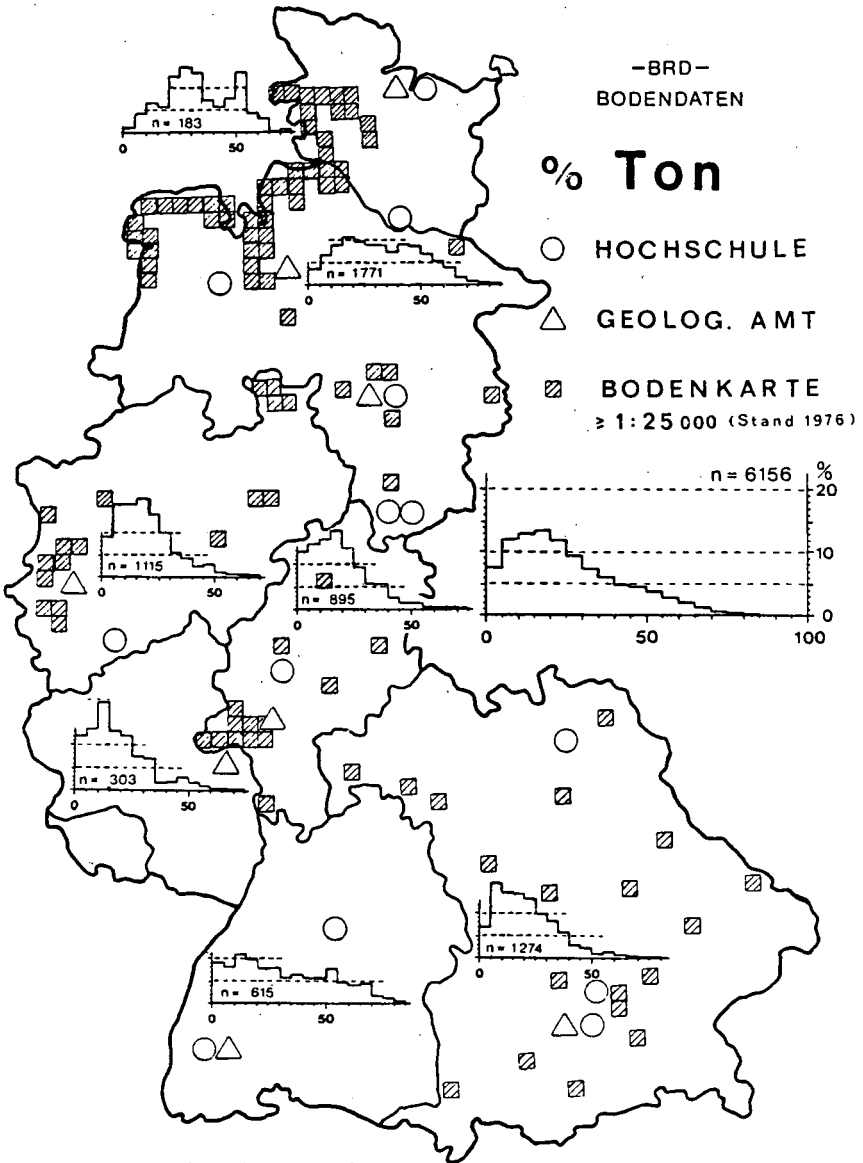 –BRD–
BODENDATEN
% Ton
HOCHSCHULE
GEOLOG. AMT
BODENKARTE
≥ 1:25 000 (Stand 1976)
n = 183
0 50
n = 1771
0 50
n = 6156 %
20
10
5
0
0 50 100
n = 1115
0 50
n = 895
0 50
n = 303
0 50
n = 1274
0 50
n = 615
0 50